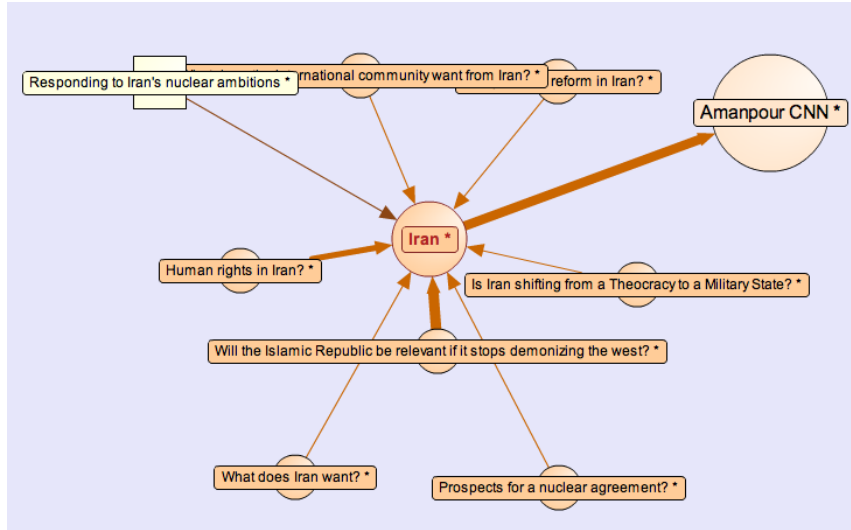 Responding to Iran's nuclear ambitions *
international community want from Iran? *
reform in Iran? *
Amanpour CNN *
Iran *
Human rights in Iran? *
Is Iran shifting from a Theocracy to a Military State? *
Will the Islamic Republic be relevant if it stops demonizing the west? *
What does Iran want? *
Prospects for a nuclear agreement? *